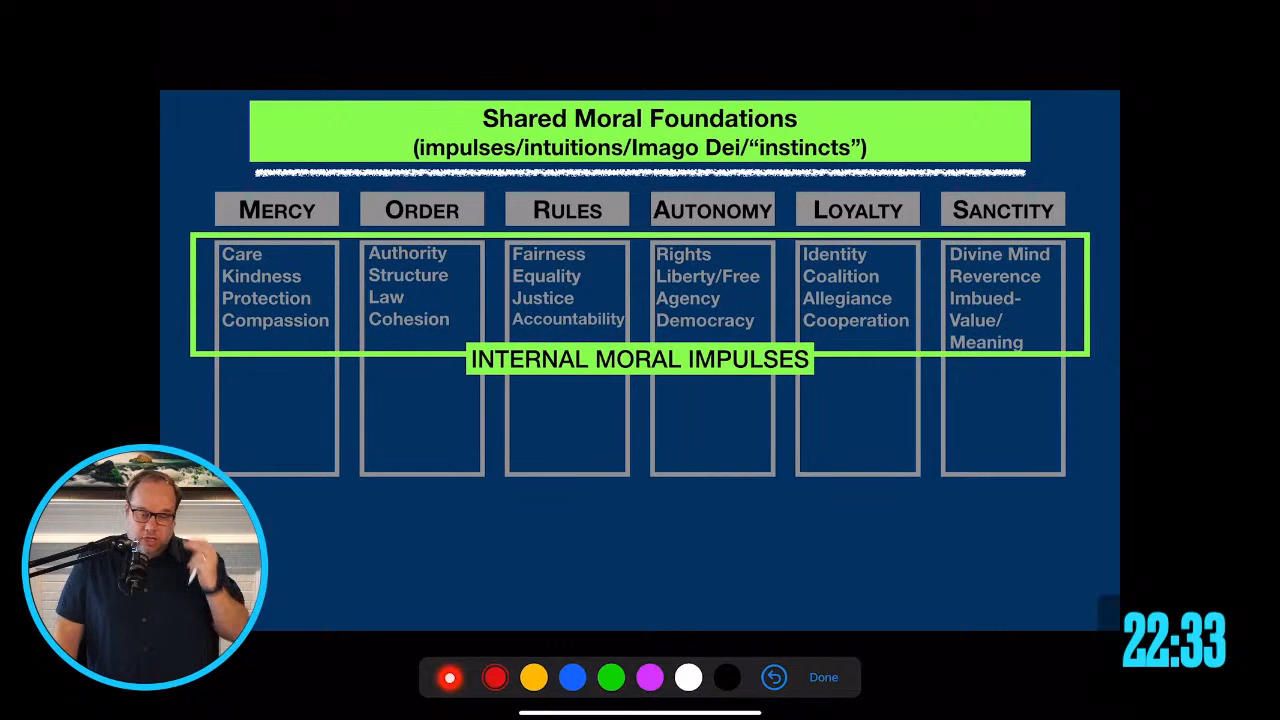 Shared Moral Foundations
(impulses/intuitions/Imago Dei/“instincts”)
MERCY
Care
Kindness
Protection
Compassion
ORDER
Authority
Structure
Law
Cohesion
RULES
Fairness
Equality
Justice
Accountability
AUTONOMY
Rights
Liberty/Free
Agency
Democracy
LOYALTY
Identity
Coalition
Allegiance
Cooperation
SANCTITY
Divine Mind
Reverence
Imbued-
Value/
Meaning
INTERNAL MORAL IMPULSES
22:33
Done